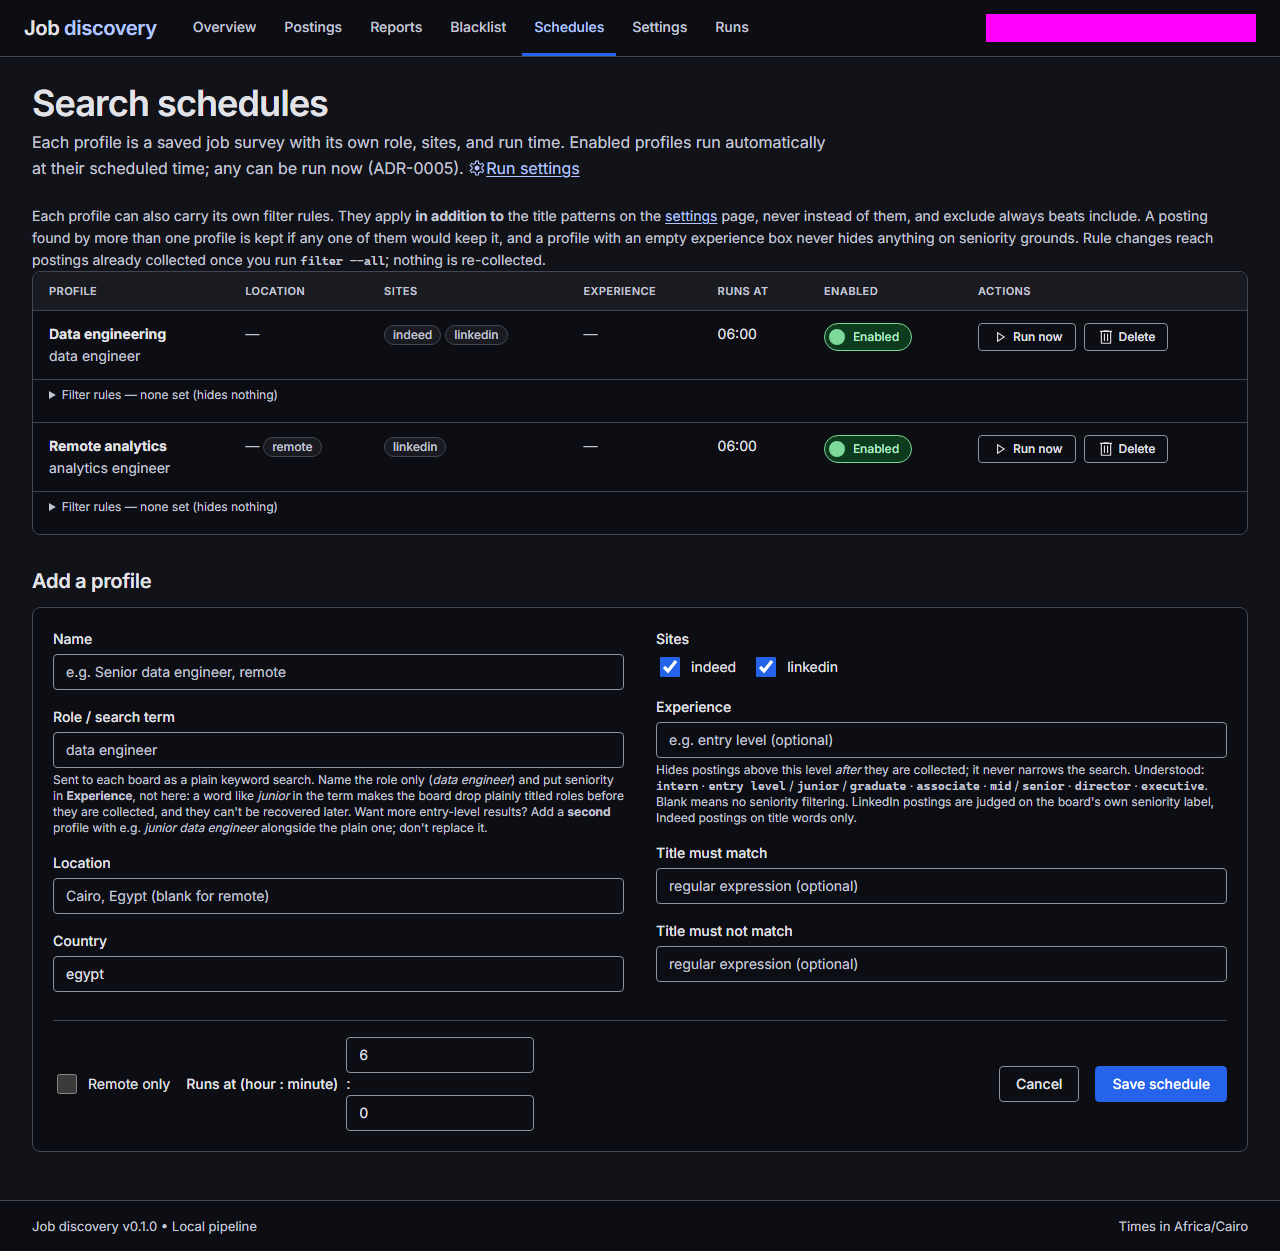 Job discovery
Overview
Postings
Reports
Blacklist
Schedules
Settings
Runs
Search schedules
Each profile is a saved job survey with its own role, sites, and run time. Enabled profiles run automatically
at their scheduled time; any can be run now (ADR-0005). Run settings
Each profile can also carry its own filter rules. They apply in addition to the title patterns on the settings page, never instead of them, and exclude always beats include. A posting
found by more than one profile is kept if any one of them would keep it, and a profile with an empty experience box never hides anything on seniority grounds. Rule changes reach
postings already collected once you run filter --all; nothing is re-collected.
PROFILE LOCATION SITES EXPERIENCE RUNS AT ENABLED ACTIONS
Data engineering — indeed linkedin — 06:00 Enabled Run now Delete
data engineer
Filter rules — none set (hides nothing)
Remote analytics — remote linkedin — 06:00 Enabled Run now Delete
analytics engineer
Filter rules — none set (hides nothing)
Add a profile
Name
e.g. Senior data engineer, remote
Role / search term
data engineer
Sent to each board as a plain keyword search. Name the role only (data engineer) and put seniority
in Experience, not here: a word like junior in the term makes the board drop plainly titled roles before
they are collected, and they can't be recovered later. Want more entry-level results? Add a second
profile with e.g. junior data engineer alongside the plain one; don't replace it.
Location
Cairo, Egypt (blank for remote)
Country
egypt
Sites
indeed linkedin
Experience
e.g. entry level (optional)
Hides postings above this level after they are collected; it never narrows the search. Understood:
intern · entry level / junior / graduate · associate · mid / senior · director · executive.
Blank means no seniority filtering. LinkedIn postings are judged on the board's own seniority label,
Indeed postings on title words only.
Title must match
regular expression (optional)
Title must not match
regular expression (optional)
Remote only
Runs at (hour : minute)
6
:
0
Cancel
Save schedule
Job discovery v0.1.0 • Local pipeline
Times in Africa/Cairo